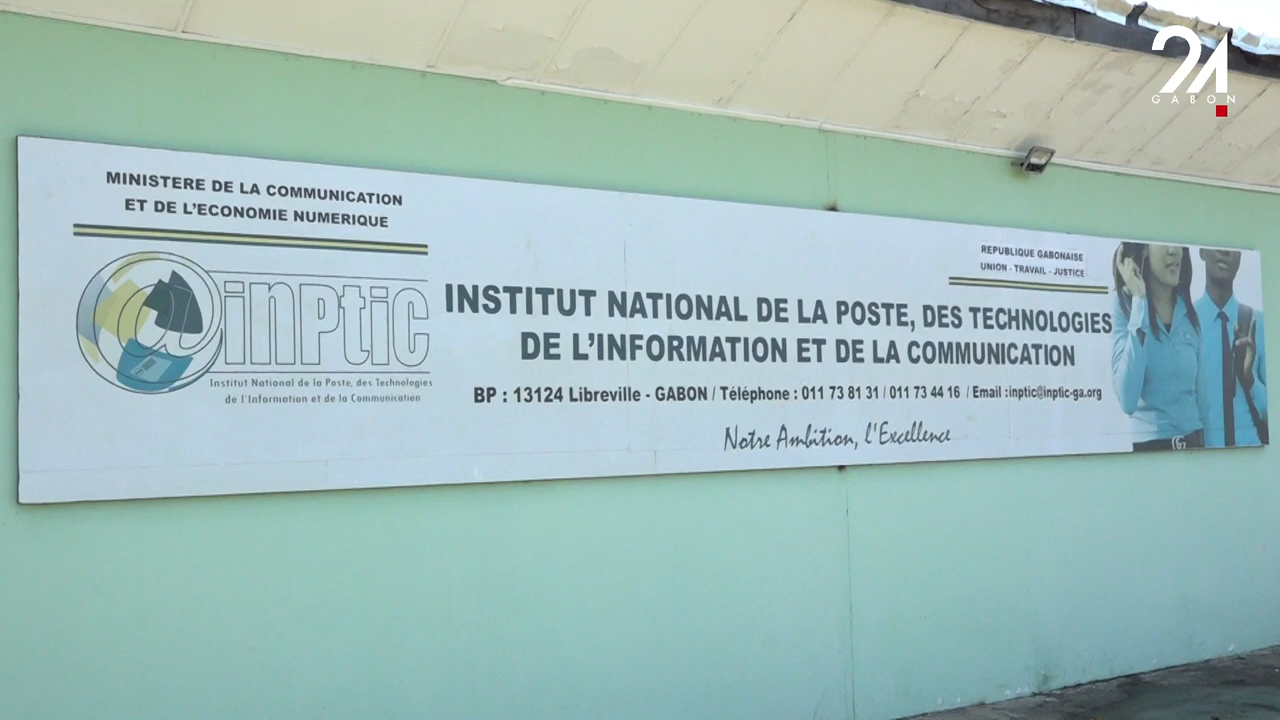 24
GABON
MINISTERE DE LA COMMUNICATION
ET DE L'ECONOMIE NUMERIQUE
REPUBLIQUE GABONAISE
UNION - TRAVAIL - JUSTICE
@inptic
Institut National de la Poste, des Technologies
de l'Information et de la Communication
INSTITUT NATIONAL DE LA POSTE, DES TECHNOLOGIES
DE L'INFORMATION ET DE LA COMMUNICATION
BP : 13124 Libreville - GABON / Téléphone : 011 73 81 31 / 011 73 44 16 / Email :inptic@inptic-ga.org
Notre Ambition, l'Excellence